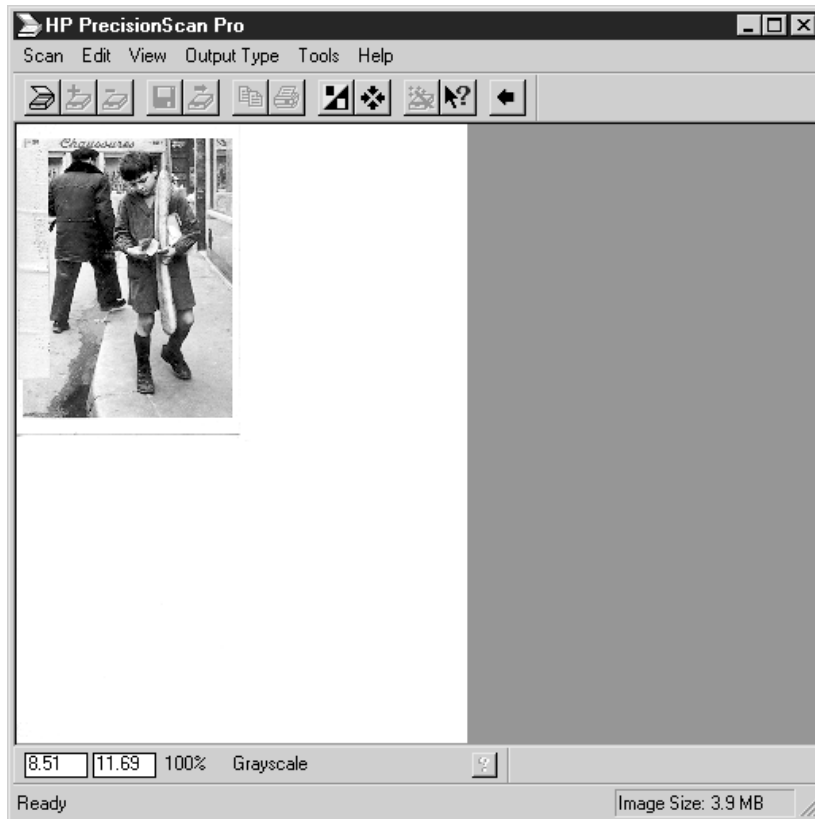 HP PrecisionScan Pro
Scan Edit View Output Type Tools Help
Chaussures
8.51 11.69 100% Grayscale
Ready Image Size: 3.9 MB